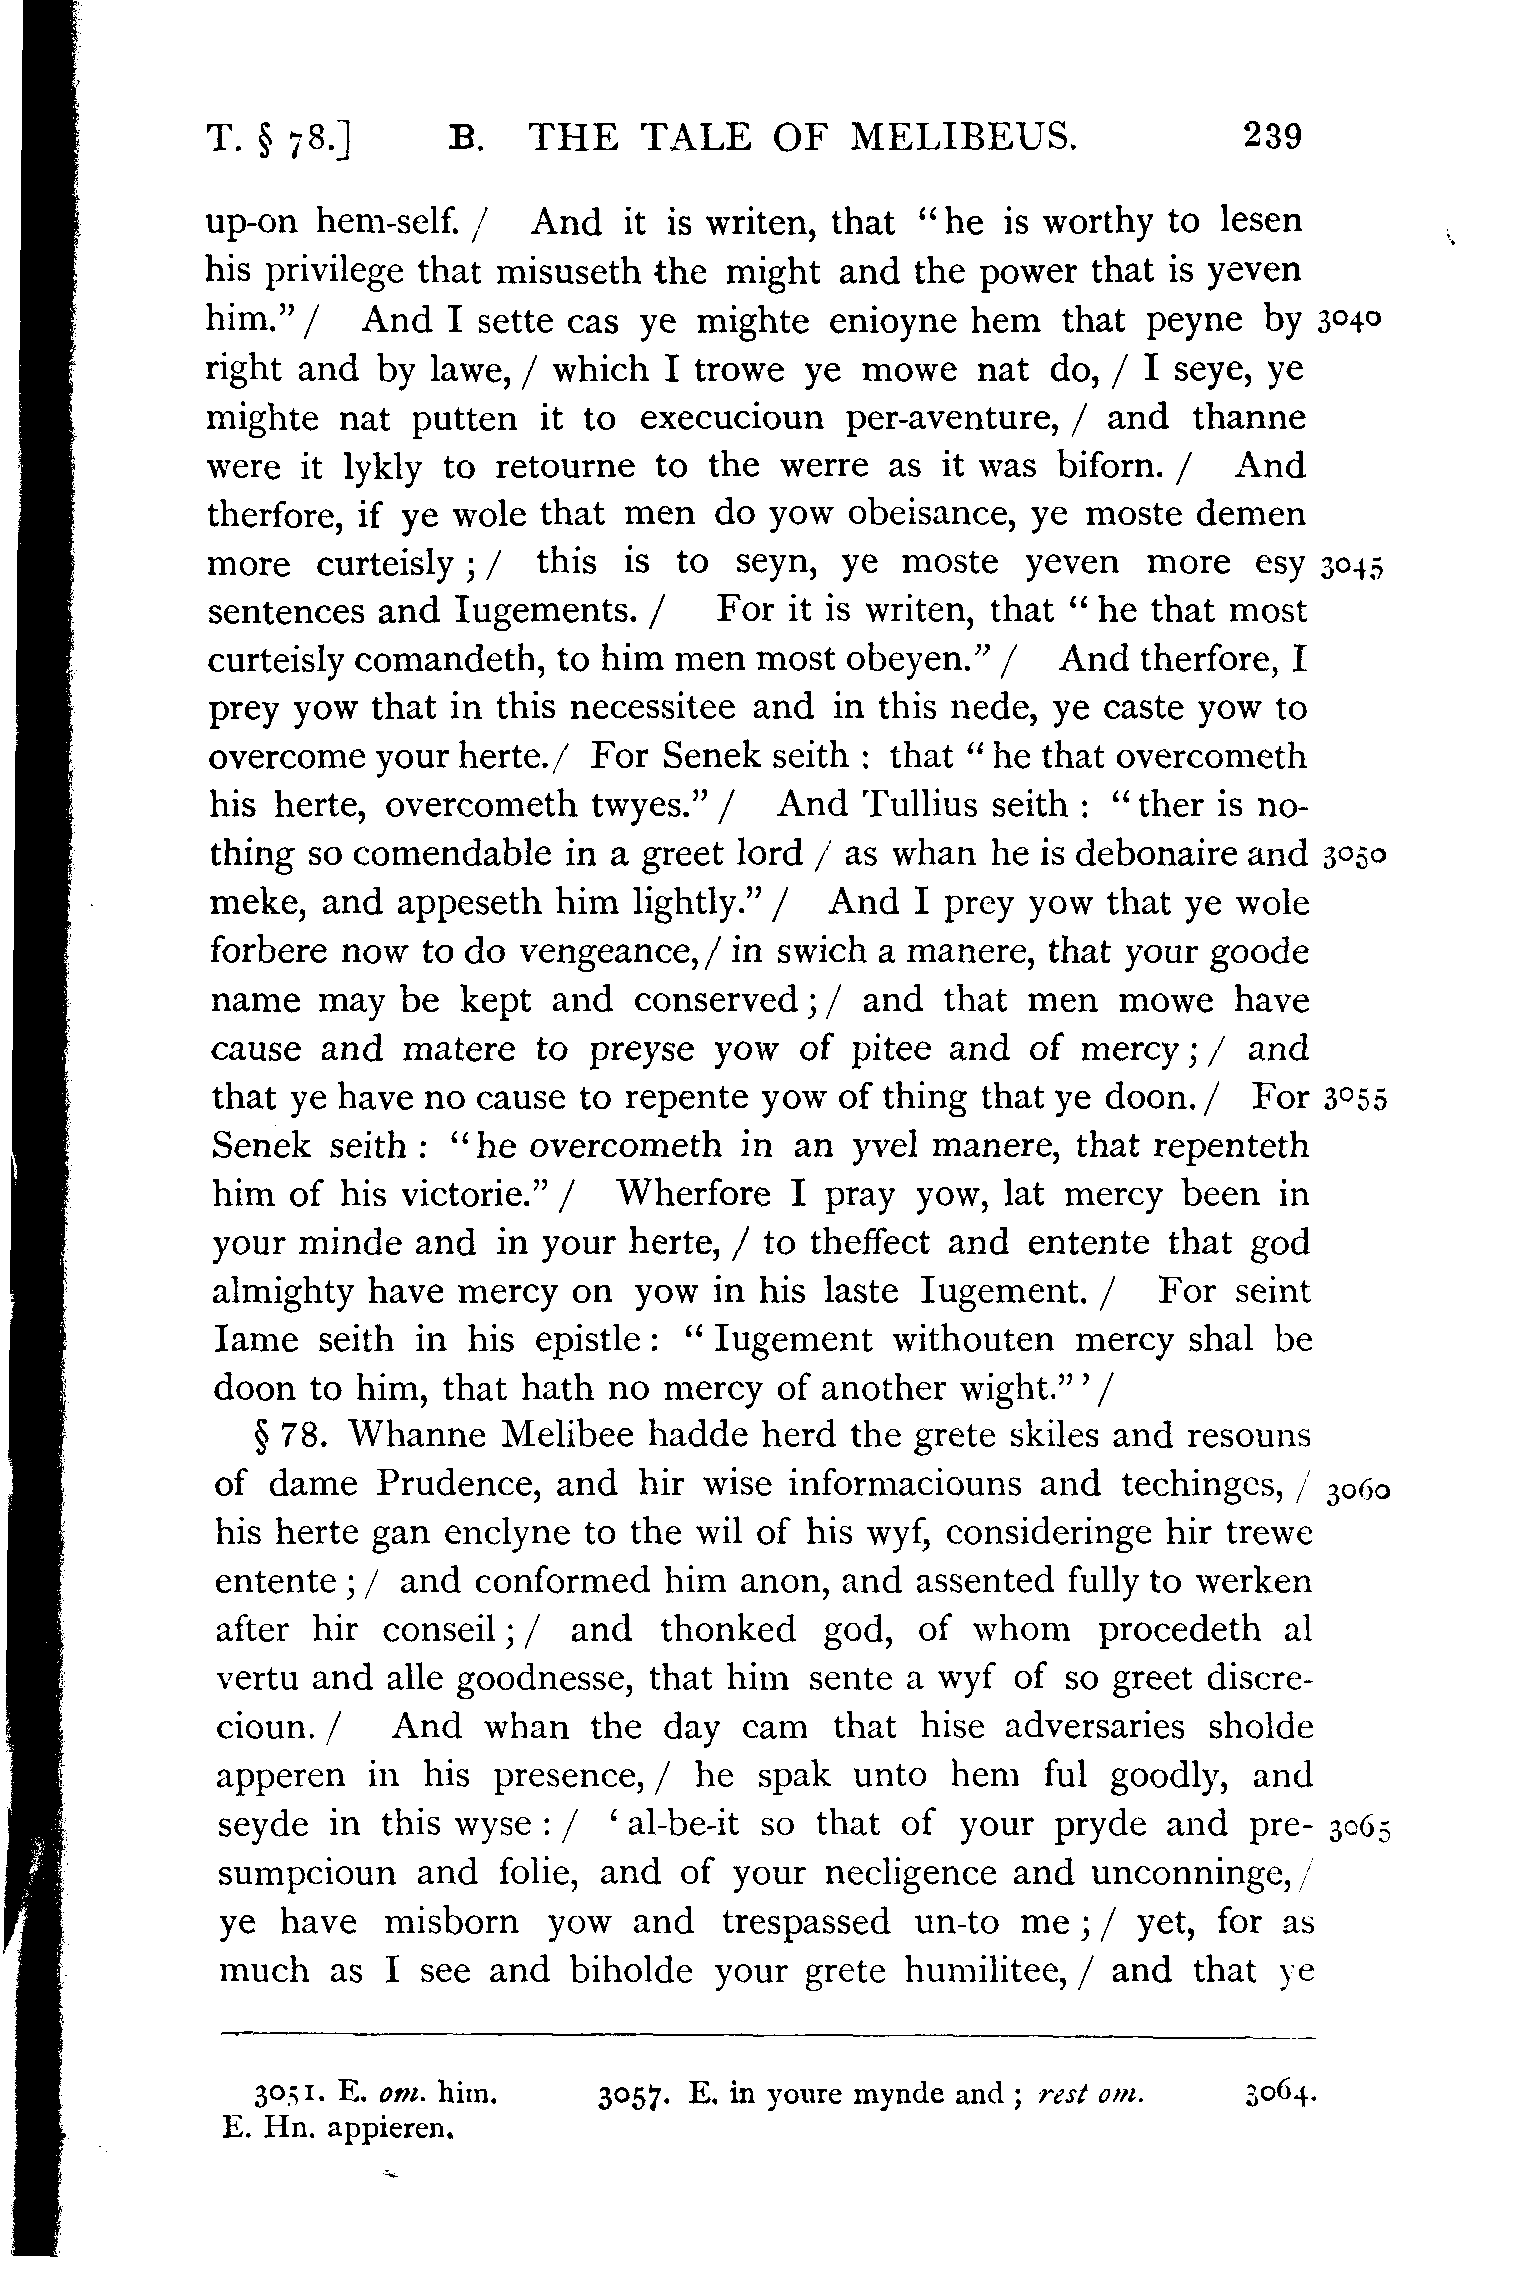 T. § 78.] B. THE TALE OF MELIBEUS. 239
up-on hem-self. / And it is writen, that “he is worthy to lesen
his privilege that misuseth the might and the power that is yeven
him.” / And I sette cas ye mighte enioyne hem that peyne by 3040
right and by lawe, / which I trowe ye mowe nat do, / I seye, ye
mighte nat putten it to execucioun per-aventure, / and thanne
were it lykly to retourne to the werre as it was biforn. / And
therfore, if ye wole that men do yow obeisance, ye moste demen
more curteisly ; / this is to seyn, ye moste yeven more esy 3045
sentences and Iugements. / For it is writen, that “ he that most
curteisly comandeth, to him men most obeyen.” / And therfore, I
prey yow that in this necessitee and in this nede, ye caste yow to
overcome your herte. / For Senek seith : that “ he that overcometh
his herte, overcometh twyes.” / And Tullius seith : “ ther is no-
thing so comendable in a greet lord / as whan he is debonaire and 3050
meke, and appeseth him lightly.” / And I prey yow that ye wole
forbere now to do vengeance, / in swich a manere, that your goode
name may be kept and conserved ; / and that men mowe have
cause and matere to preyse yow of pitee and of mercy ; / and
that ye have no cause to repente yow of thing that ye doon. / For 3055
Senek seith : “ he overcometh in an yvel manere, that repenteth
him of his victorie.” / Wherfore I pray yow, lat mercy been in
your minde and in your herte, / to theffect and entente that god
almighty have mercy on yow in his laste Iugement. / For seint
Iame seith in his epistle : “ Iugement withouten mercy shal be
doon to him, that hath no mercy of another wight.” ’ /
§ 78. Whanne Melibee hadde herd the grete skiles and resouns
of dame Prudence, and hir wise informaciouns and techinges, / 3060
his herte gan enclyne to the wil of his wyf, consideringe hir trewe
entente ; / and conformed him anon, and assented fully to werken
after hir conseil ; / and thonked god, of whom procedeth al
vertu and alle goodnesse, that him sente a wyf of so greet discre-
cioun. / And whan the day cam that hise adversaries sholde
apperen in his presence, / he spak unto hem ful goodly, and
seyde in this wyse : / ‘ al-be-it so that of your pryde and pre- 3065
sumpcioun and folie, and of your necligence and unconninge, /
ye have misborn yow and trespassed un-to me ; / yet, for as
much as I see and biholde your grete humilitee, / and that ye
3051. E. om. him. 3057. E. in youre mynde and ; rest om. 3064.
E. Hn. appieren.